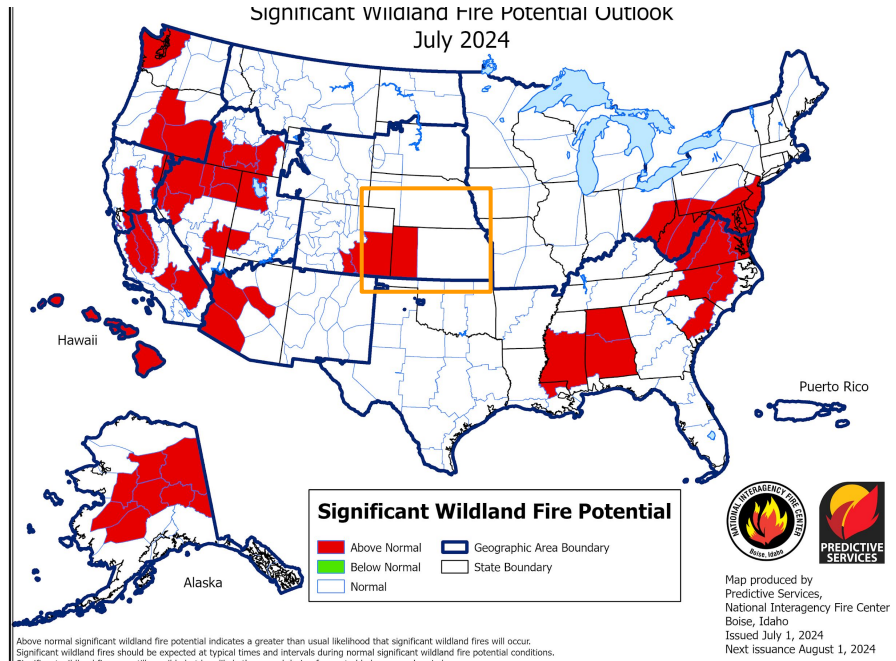 Significant Wildland Fire Potential Outlook
July 2024
Hawaii
Puerto Rico
Alaska
Significant Wildland Fire Potential
Above Normal
Below Normal
Normal
Geographic Area Boundary
State Boundary
NATIONAL INTERAGENCY FIRE CENTER
Boise, Idaho
PREDICTIVE
SERVICES
Map produced by
Predictive Services,
National Interagency Fire Center
Boise, Idaho
Issued July 1, 2024
Next issuance August 1, 2024
Above normal significant wildland fire potential indicates a greater than usual likelihood that significant wildland fires will occur.
Significant wildland fires should be expected at typical times and intervals during normal significant wildland fire potential conditions.